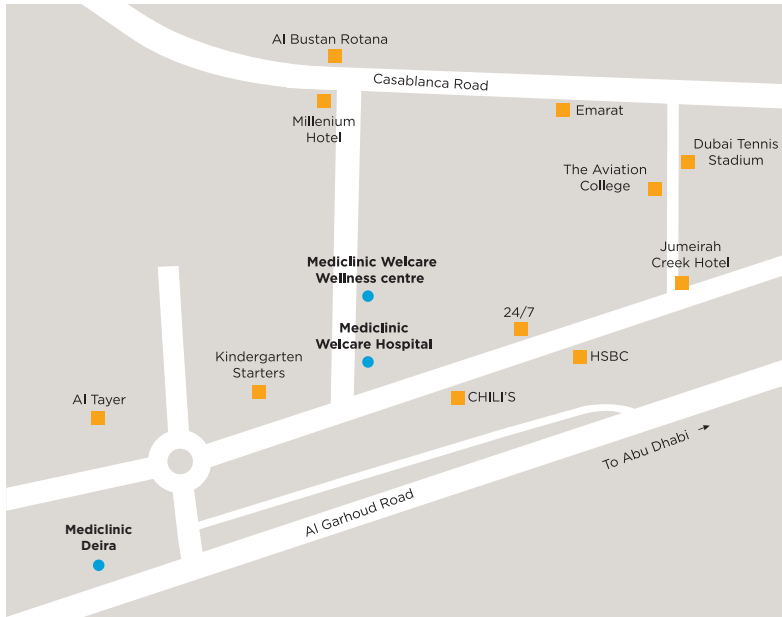 Al Bustan Rotana
Casablanca Road
Millenium
Hotel
Emarat
Dubai Tennis
Stadium
The Aviation
College
Jumeirah
Creek Hotel
Mediclinic Welcare
Wellness centre
24/7
Mediclinic
Welcare Hospital
Kindergarten
Starters
HSBC
Al Tayer
CHILI'S
To Abu Dhabi →
Al Garhoud Road
Mediclinic
Deira